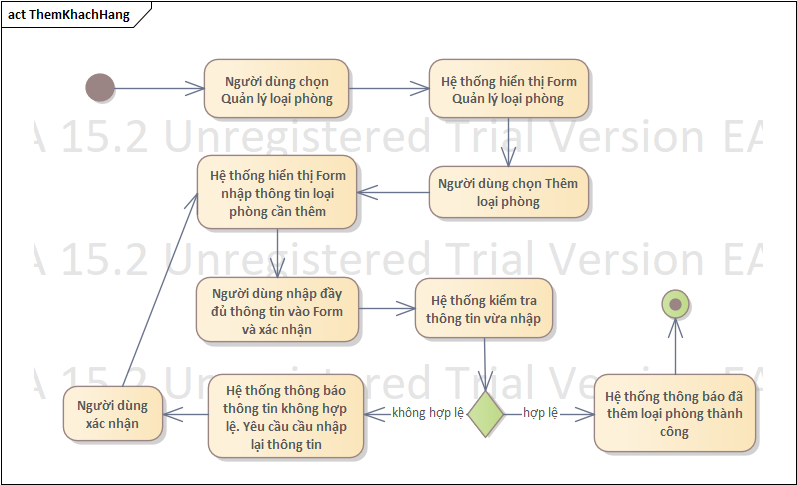 act ThemKhachHang
Người dùng chọn
Quản lý loại phòng
Hệ thống hiển thị Form
Quản lý loại phòng
A 15.2 Unregistered Trial Version EA
Hệ thống hiển thị Form
nhập thông tin loại
phòng cần thêm
Người dùng chọn Thêm
loại phòng
A 15.2 Unregistered Trial Version EA
Người dùng nhập đầy
đủ thông tin vào Form
và xác nhận
Hệ thống kiểm tra
thông tin vừa nhập
A 15.2 Unregistered Trial Version EA
Người dùng
xác nhận
Hệ thống thông báo
thông tin không hợp
lệ. Yêu cầu cầu nhập
lại thông tin
không hợp lệ
hợp lệ
Hệ thống thông báo đã
thêm loại phòng thành
công